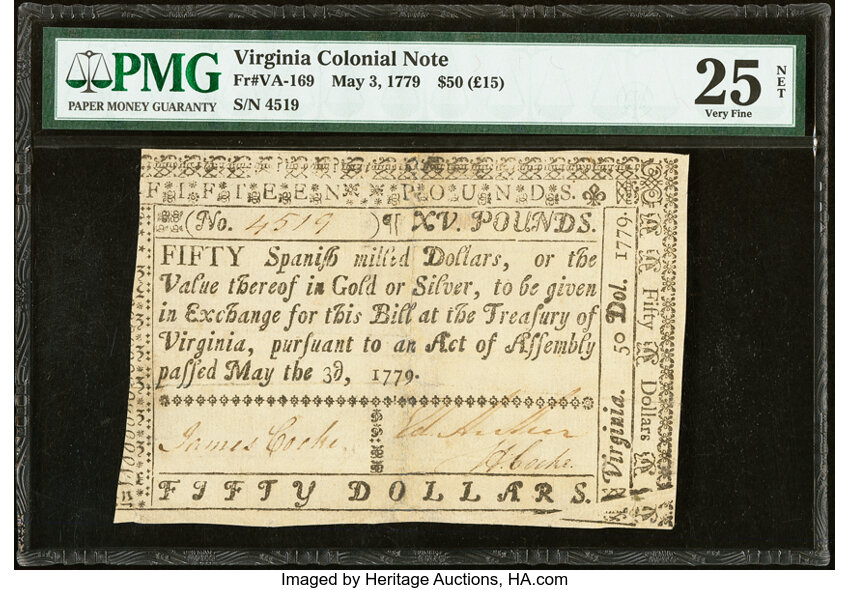 PMG
PAPER MONEY GUARANTY
Virginia Colonial Note
Fr#VA-169 May 3, 1779 $50 (£15)
S/N 4519
25
Very Fine
NET
FIFTEEN POUNDS.
(No. 4519 )¶ XV. POUNDS.
FIFTY Spaniſh milled Dollars, or the
Value thereof in Gold or Silver, to be given
in Exchange for this Bill at the Treaſury of
Virginia, purſuant to an Act of Aſſembly
paſſed May the 3d, 1779.
James Cocke
H. Cocke
FIFTY DOLLARS.
Virginia. 50 Dol. 1779.
Fifty Dollars
Imaged by Heritage Auctions, HA.com